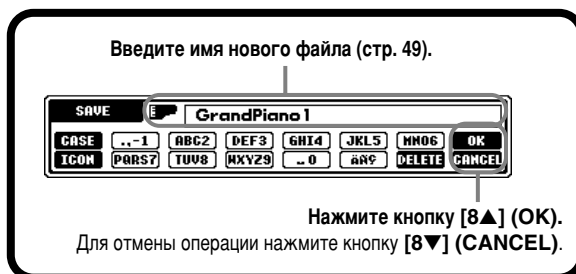 Введите имя нового файла (стр. 49).
SAVE GrandPiano1
CASE .,-1 ABC2 DEF3 GHI4 JKL5 MNO6 OK
ICON PQRS7 TUV8 WXYZ9 ␣0 äÑÇ DELETE CANCEL
Нажмите кнопку [8▲] (OK).
Для отмены операции нажмите кнопку [8▼] (CANCEL).